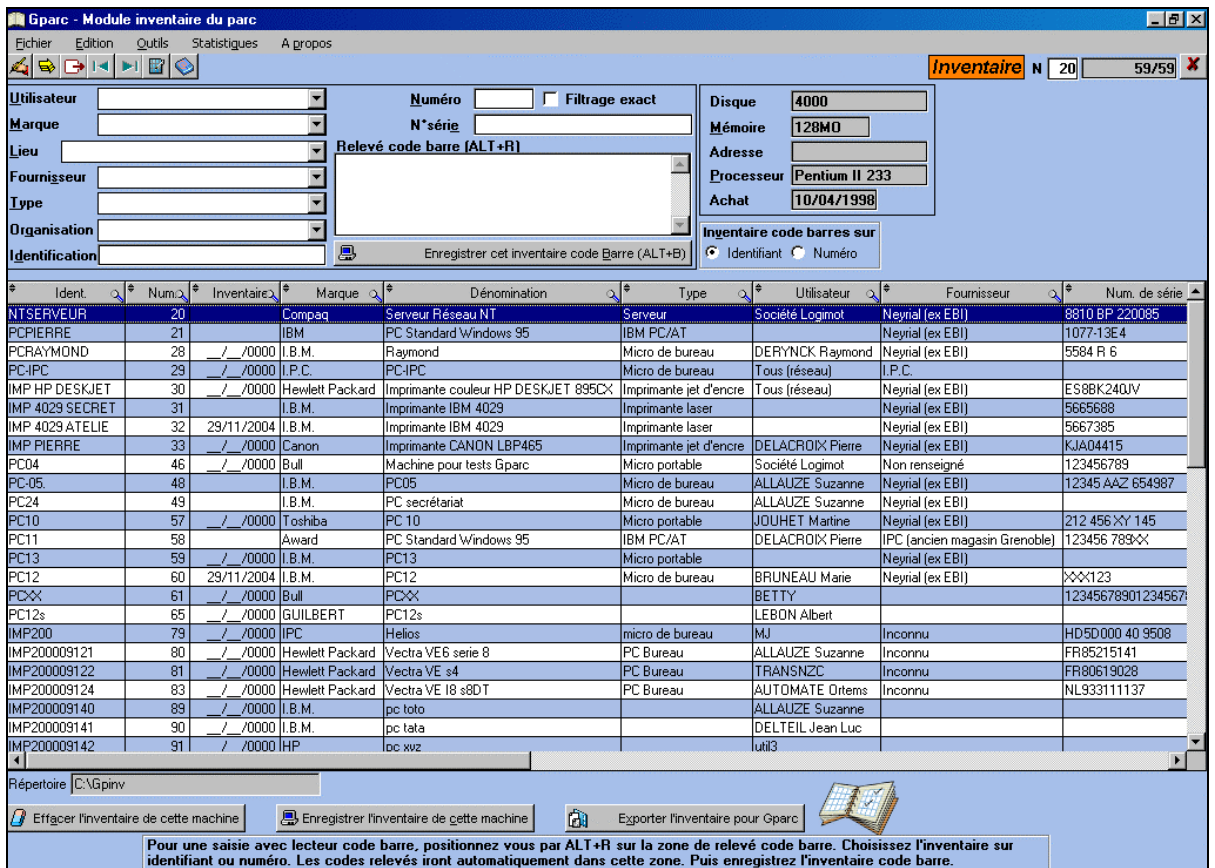 Gparc - Module inventaire du parc
Fichier Edition Outils Statistiques A propos
Inventaire N 20 59/59
Utilisateur Numéro Filtrage exact
Marque N°série
Lieu Relevé code barre (ALT+R)
Fournisseur
Type
Organisation
Identification Enregistrer cet inventaire code Barre (ALT+B)
Disque 4000
Mémoire 128MO
Adresse
Processeur Pentium II 233
Achat 10/04/1998
Inventaire code barres sur
Identifiant Numéro
Ident. Num. Inventaire Marque Dénomination Type Utilisateur Fournisseur Num. de série
NTSERVEUR 20 Compaq Serveur Réseau NT Serveur Société Logimot Neyrial (ex EBI) 8810 BP 220085
PCPIERRE 21 IBM PC Standard Windows 95 IBM PC/AT Neyrial (ex EBI) 1077-13E4
PCRAYMOND 28 __/__/0000 I.B.M. Raymond Micro de bureau DERYNCK Raymond Neyrial (ex EBI) 5584 R 6
PC-IPC 29 __/__/0000 I.P.C. PC-IPC Micro de bureau Tous (réseau) I.P.C.
IMP HP DESKJET 30 __/__/0000 Hewlett Packard Imprimante couleur HP DESKJET 895CX Imprimante jet d'encre Tous (réseau) Neyrial (ex EBI) ES8BK240JV
IMP 4029 SECRET 31 I.B.M. Imprimante IBM 4029 Imprimante laser Neyrial (ex EBI) 5665688
IMP 4029 ATELIE 32 29/11/2004 I.B.M. Imprimante IBM 4029 Imprimante laser Neyrial (ex EBI) 5667385
IMP PIERRE 33 __/__/0000 Canon Imprimante CANON LBP465 Imprimante jet d'encre DELACROIX Pierre Neyrial (ex EBI) KJA04415
PC04 46 __/__/0000 Bull Machine pour tests Gparc Micro portable Société Logimot Non renseigné 123456789
PC-05. 48 I.B.M. PC05 Micro de bureau ALLAUZE Suzanne Neyrial (ex EBI) 12345 AAZ 654987
PC24 49 I.B.M. PC secrétariat Micro de bureau ALLAUZE Suzanne Neyrial (ex EBI)
PC10 57 __/__/0000 Toshiba PC 10 Micro portable JOUHET Martine Neyrial (ex EBI) 212 456 XY 145
PC11 58 Award PC Standard Windows 95 IBM PC/AT DELACROIX Pierre IPC (ancien magasin Grenoble) 123456 789XX
PC13 59 __/__/0000 I.B.M. PC13 Micro portable Neyrial (ex EBI)
PC12 60 29/11/2004 I.B.M. PC12 Micro de bureau BRUNEAU Marie Neyrial (ex EBI) XXX123
PCXX 61 __/__/0000 Bull PCXX BETTY 12345678901234567
PC12s 65 __/__/0000 GUILBERT PC12s LEBON Albert
IMP200 79 __/__/0000 IPC Helios micro de bureau MJ Inconnu HD5D000 40 9508
IMP200009121 80 __/__/0000 Hewlett Packard Vectra VE6 serie 8 PC Bureau ALLAUZE Suzanne Inconnu FR85215141
IMP200009122 81 __/__/0000 Hewlett Packard Vectra VE s4 PC Bureau TRANSNZC Inconnu FR80619028
IMP200009124 83 __/__/0000 Hewlett Packard Vectra VE I8 s8DT PC Bureau AUTOMATE Ortems Inconnu NL933111137
IMP200009140 89 __/__/0000 I.B.M. pc toto ALLAUZE Suzanne
IMP200009141 90 __/__/0000 I.B.M. pc tata DELTEIL Jean Luc
IMP200009142 91 __/__/0000 HP pc xyz util3
Répertoire C:\Gpinv
Effacer l'inventaire de cette machine Enregistrer l'inventaire de cette machine Exporter l'inventaire pour Gparc
Pour une saisie avec lecteur code barre, positionnez vous par ALT+R sur la zone de relevé code barre. Choisissez l'inventaire sur
identifiant ou numéro. Les codes relevés iront automatiquement dans cette zone. Puis enregistrez l'inventaire code barre.